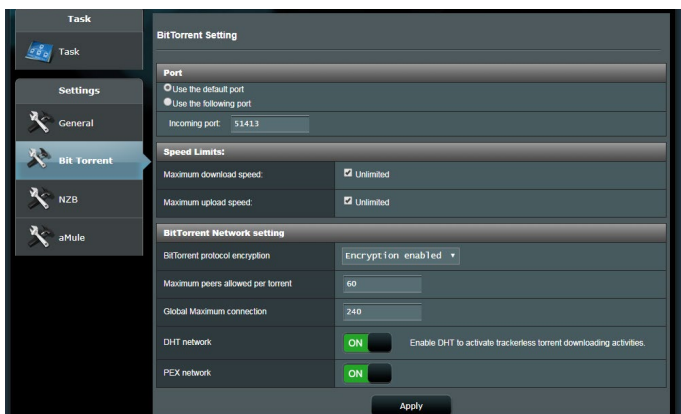 Task
Task
Settings
General
Bit Torrent
NZB
aMule
BitTorrent Setting
Port
Use the default port
Use the following port
Incoming port: 51413
Speed Limits:
Maximum download speed: Unlimited
Maximum upload speed: Unlimited
BitTorrent Network setting
BitTorrent protocol encryption Encryption enabled
Maximum peers allowed per torrent 60
Global Maximum connection 240
DHT network ON Enable DHT to activate trackerless torrent downloading activities.
PEX network ON
Apply